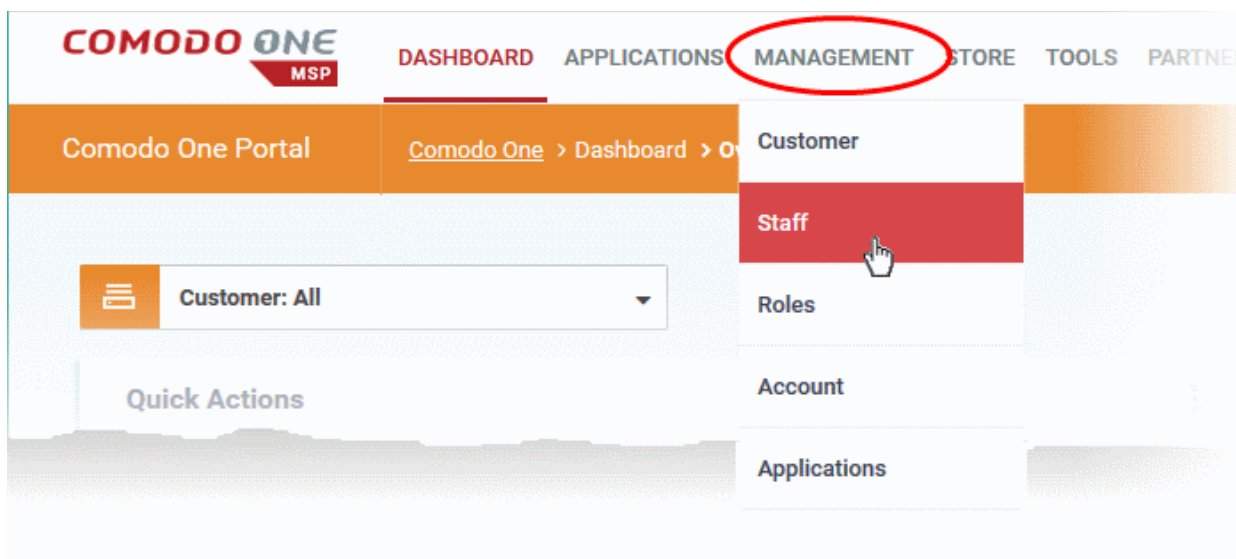 COMODO ONE
MSP
DASHBOARD APPLICATIONS MANAGEMENT STORE TOOLS
Comodo One Portal
Comodo One > Dashboard >
Customer
Staff
Customer: All
Roles
Quick Actions
Account
Applications